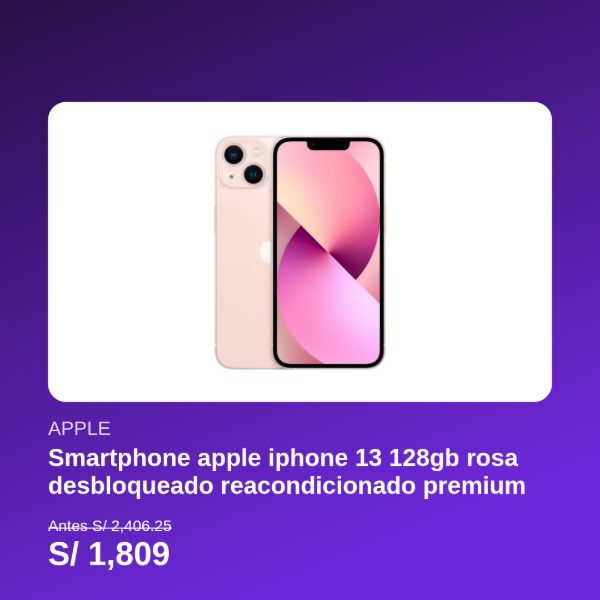 APPLE
Smartphone apple iphone 13 128gb rosa
desbloqueado reacondicionado premium
Antes S/ 2,406.25
S/ 1,809